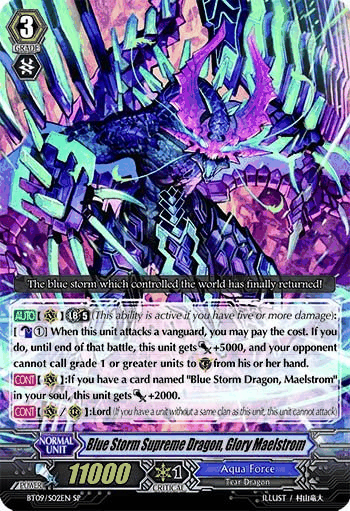 3
GRADE
The blue storm which controlled the world has finally returned!
AUTO [ ] LB 5 (This ability is active if you have five or more damage):
[ 1] When this unit attacks a vanguard, you may pay the cost. If you
do, until end of that battle, this unit gets +5000, and your opponent
cannot call grade 1 or greater units to from his or her hand.
CONT [ ]:If you have a card named "Blue Storm Dragon, Maelstrom"
in your soul, this unit gets +2000.
CONT [ / ]:Lord (If you have a unit without a same clan as this unit, this unit cannot attack)
NORMAL UNIT
Blue Storm Supreme Dragon, Glory Maelstrom
POWER 11000
1 CRITICAL
Aqua Force
Tear Dragon
BT09/S02EN SP
ILLUST / 村山竜大